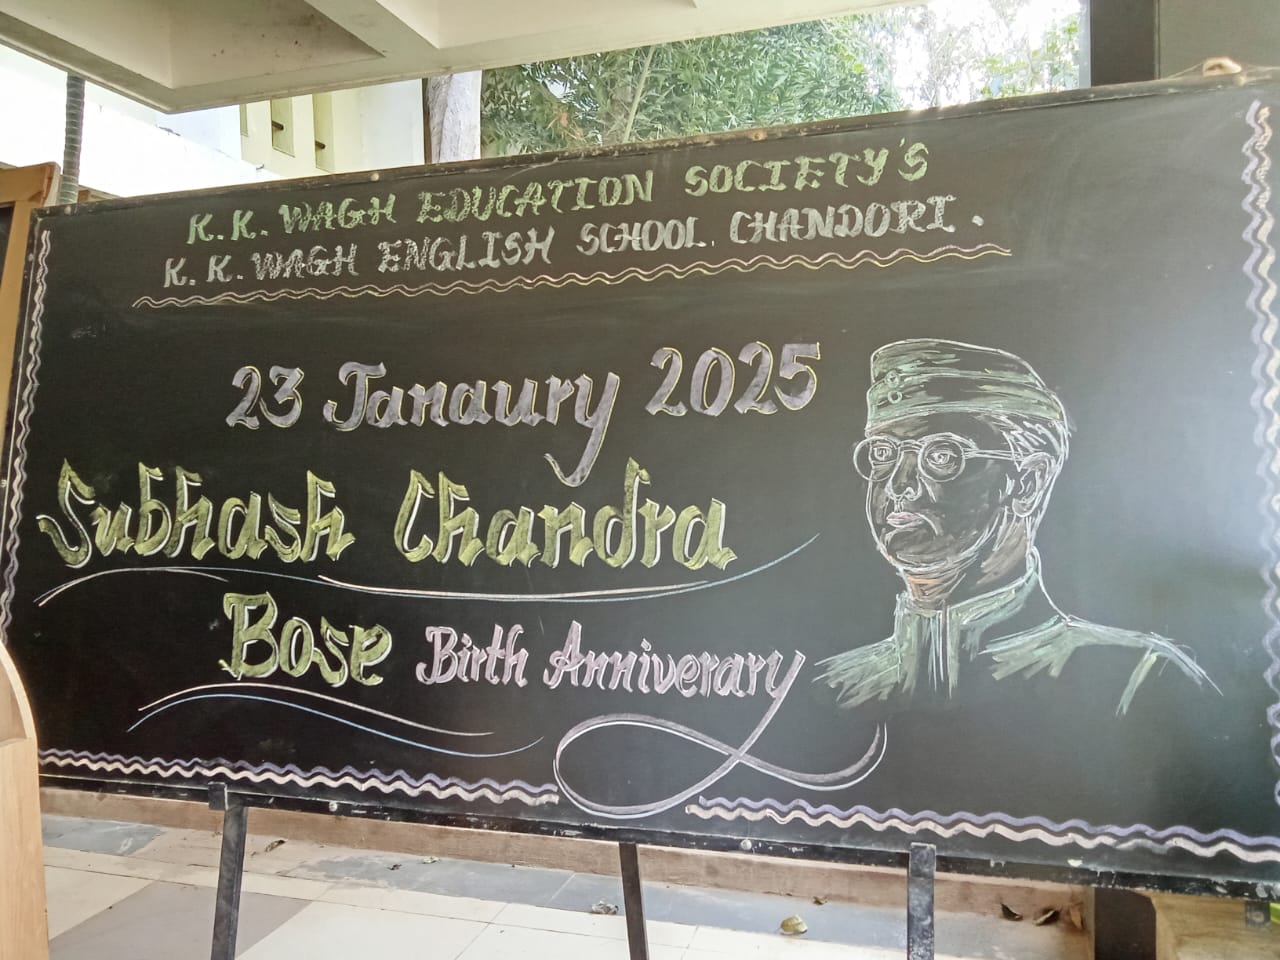 K. K. WAGH EDUCATION SOCIETY'S
K. K. WAGH ENGLISH SCHOOL CHANDORI.
23 Janaury 2025
Subhash Chandra
Bose Birth Anniverary